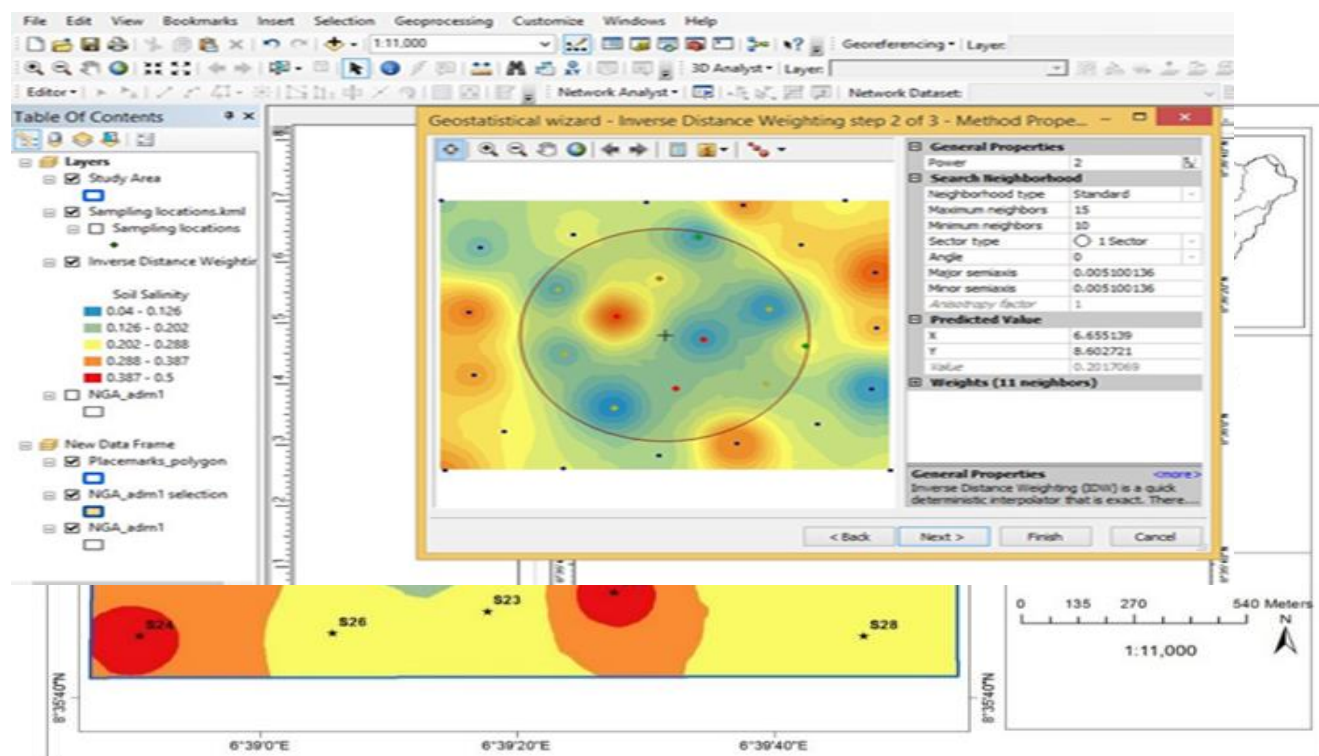 File Edit View Bookmarks Insert Selection Geoprocessing Customize Windows Help
1:11,000 Georeferencing Layer:
3D Analyst Layer:
Editor Network Analyst Network Dataset:
Table Of Contents
Layers
Study Area
Sampling locations.kml
Sampling locations
Inverse Distance Weightin
Soil Salinity
0.04 - 0.126
0.126 - 0.202
0.202 - 0.288
0.288 - 0.387
0.387 - 0.5
NGA_adm1
New Data Frame
Placemarks_polygon
NGA_adm1 selection
NGA_adm1
17
16
15
14
13
12
Geostatistical wizard - Inverse Distance Weighting step 2 of 3 - Method Prope...
General Properties
Power 2
Search Neighborhood
Neighborhood type Standard
Maximum neighbors 15
Minimum neighbors 10
Sector type 1 Sector
Angle 0
Major semiaxis 0.005100136
Minor semiaxis 0.005100136
Anisotropy factor 1
Predicted Value
X 6.655139
Y 8.602721
Value 0.2017069
Weights (11 neighbors)
General Properties <more>
Inverse Distance Weighting (IDW) is a quick
deterministic interpolator that is exact. There....
< Back Next > Finish Cancel
S24
S26
S23
S28
8°35'40"N
8°35'40"N
6°39'0"E 6°39'20"E 6°39'40"E
0 135 270 540 Meters
N
1:11,000